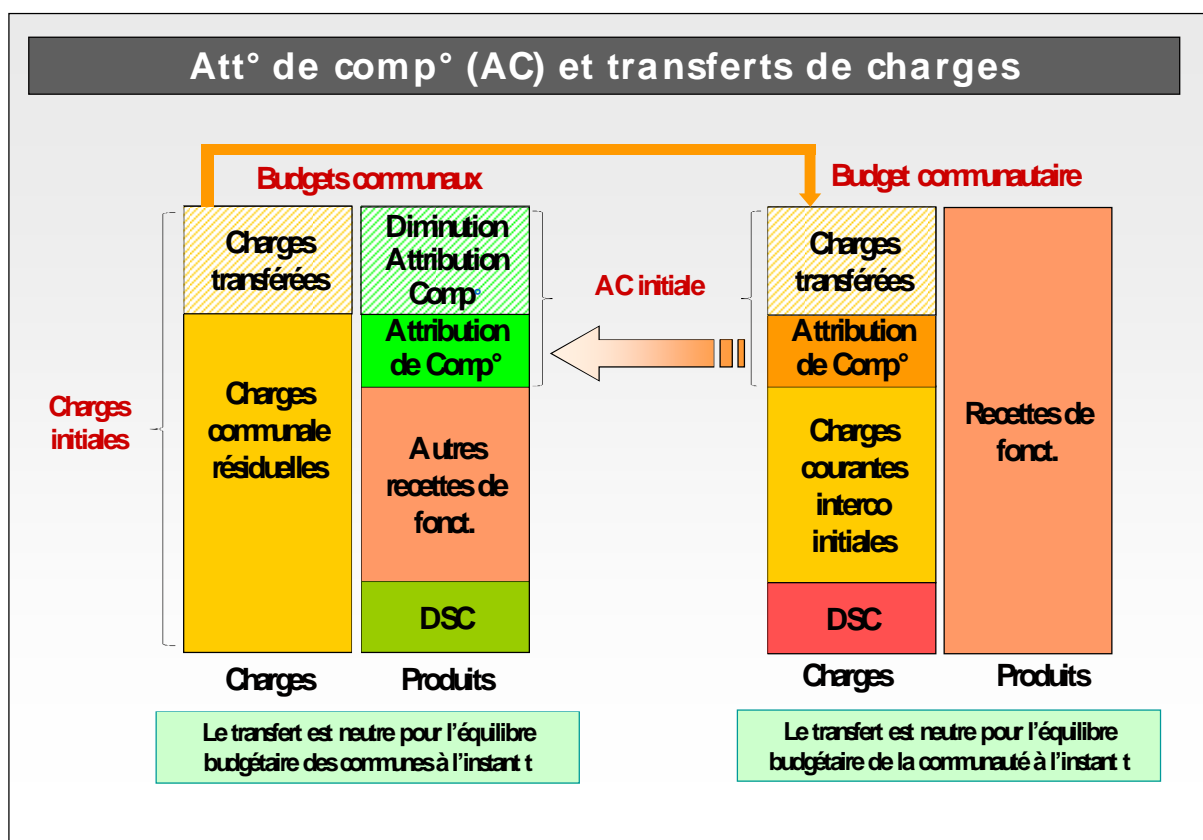 Att° de comp° (AC) et transferts de charges
Budgets communaux
Budget communautaire
Charges
transférées
Diminution
Attribution
Comp°
AC initiale
Charges
transférées
Attribution
de Comp°
Attribution
de Comp°
Charges
initiales
Charges
communale
résiduelles
Autres
recettes de
fonct.
Charges
courantes
interco
initiales
Recettes de
fonct.
DSC
DSC
Charges
Produits
Charges
Produits
Le transfert est neutre pour l'équilibre
budgétaire des communes à l'instant t
Le transfert est neutre pour l'équilibre
budgétaire de la communauté à l'instant t